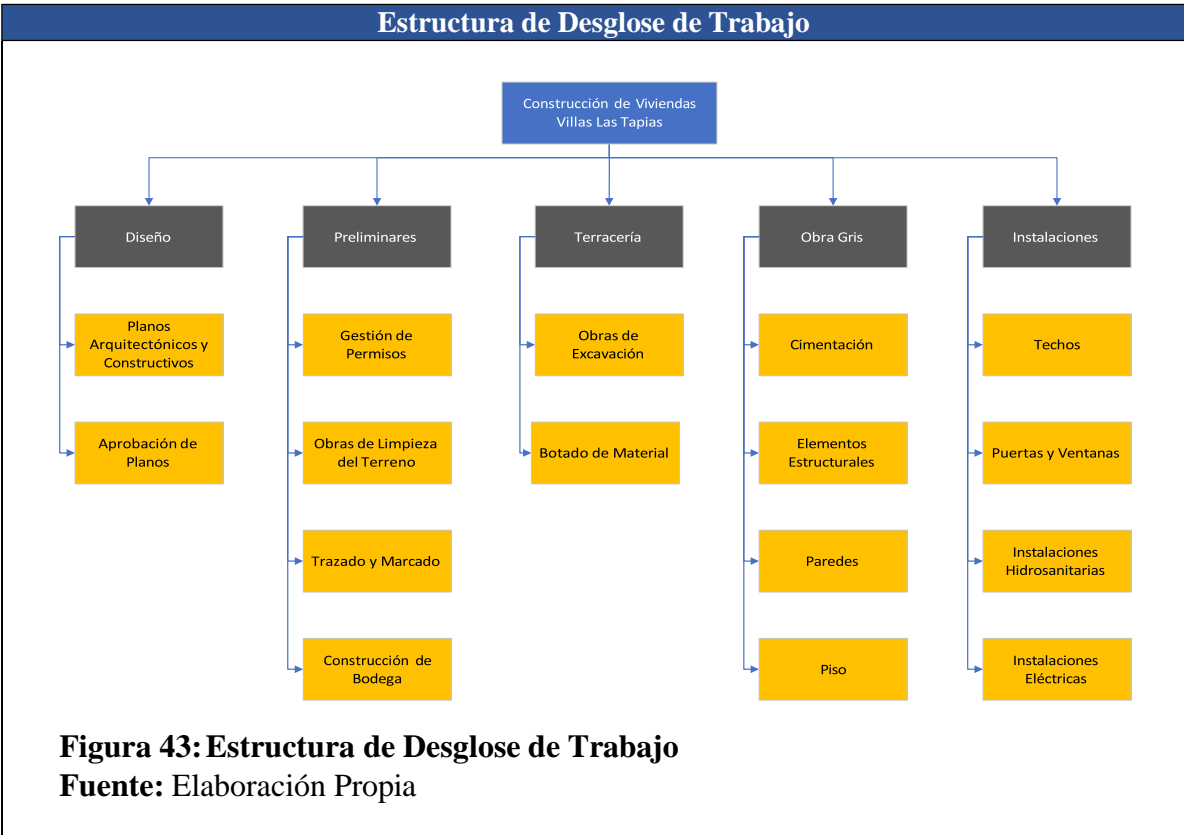 Estructura de Desglose de Trabajo
Construcción de Viviendas
Villas Las Tapias
Diseño
Preliminares
Terracería
Obra Gris
Instalaciones
Planos
Arquitectónicos y
Constructivos
Gestión de
Permisos
Obras de
Excavación
Cimentación
Techos
Aprobación de
Planos
Obras de Limpieza
del Terreno
Botado de Material
Elementos
Estructurales
Puertas y Ventanas
Trazado y Marcado
Paredes
Instalaciones
Hidrosanitarias
Construcción de
Bodega
Piso
Instalaciones
Eléctricas
Figura 43: Estructura de Desglose de Trabajo
Fuente: Elaboración Propia